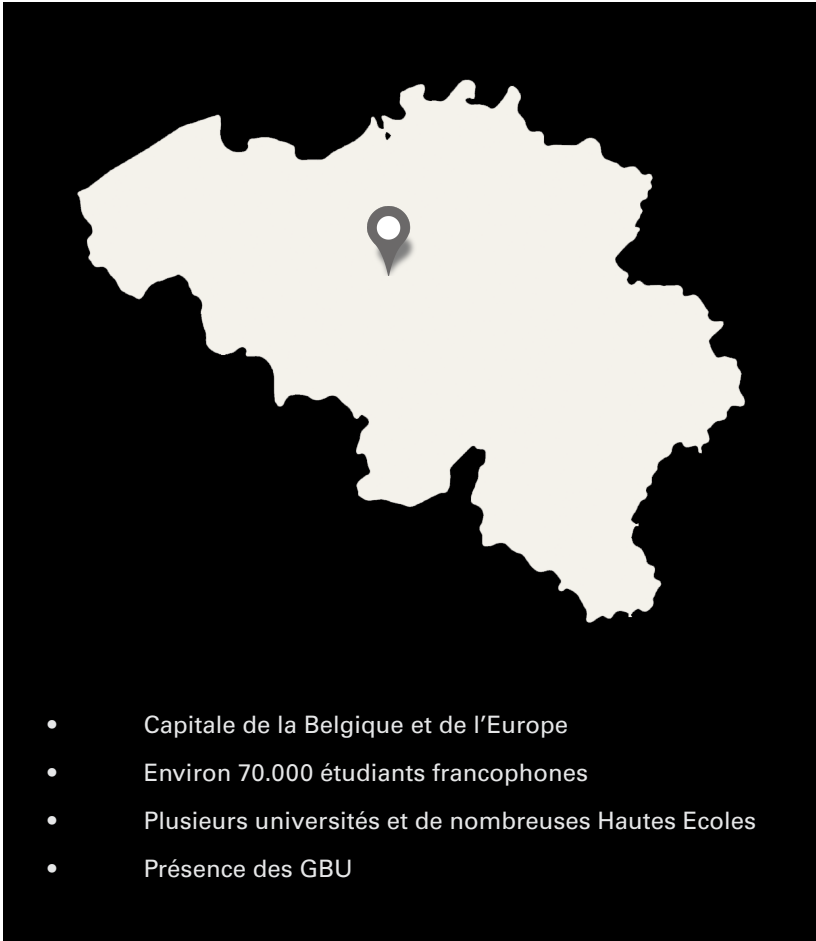 • Capitale de la Belgique et de l’Europe
• Environ 70.000 étudiants francophones
• Plusieurs universités et de nombreuses Hautes Ecoles
• Présence des GBU